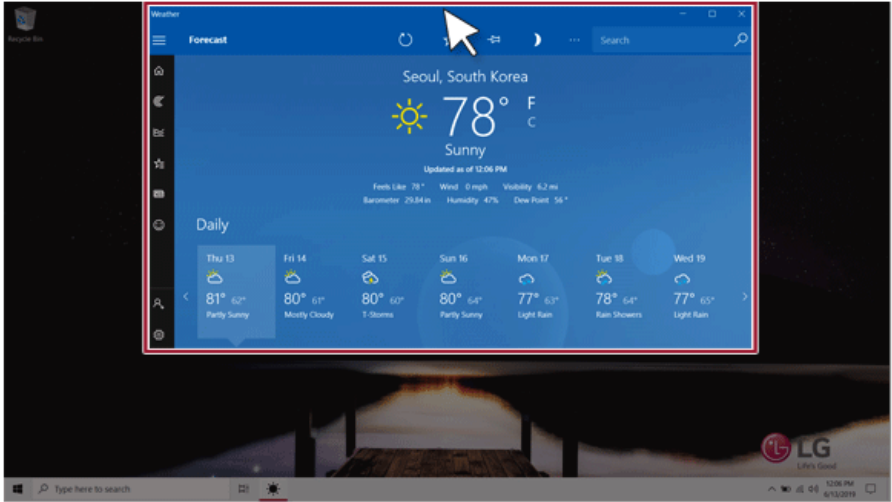 Recycle Bin
Weather
Forecast
Search
Seoul, South Korea
78° F
C
Sunny
Updated as of 12:06 PM
Feels Like 78° Wind 0 mph Visibility 6.2 mi
Barometer 29.84 in Humidity 47% Dew Point 56°
Daily
Thu 13 Fri 14 Sat 15 Sun 16 Mon 17 Tue 18 Wed 19
81° 62° 80° 61° 80° 60° 80° 64° 77° 63° 78° 64° 77° 65°
Partly Sunny Mostly Cloudy T-Storms Partly Sunny Light Rain Rain Showers Light Rain
LG
Life's Good
Type here to search
12:06 PM
6/13/2019